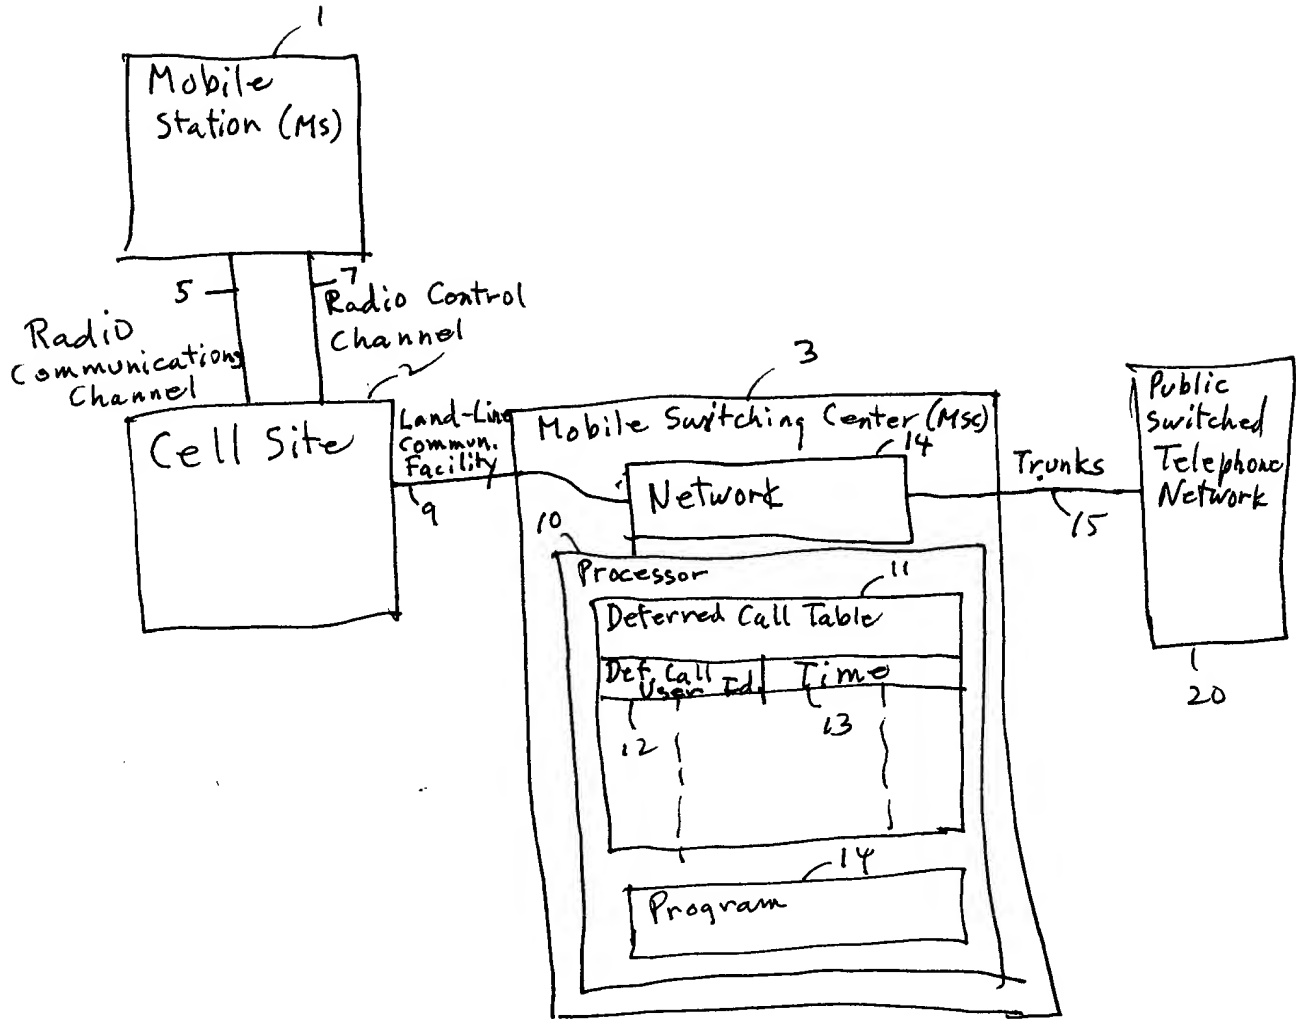 1
Mobile
Station (MS)
5
7
Radio Control
Channel
Radio
Communications
Channel
2
Cell Site
Land-Line
Commun.
Facility
9
3
Mobile Switching Center (MSC)
14
Network
Trunks
15
Public
Switched
Telephone
Network
20
10
Processor
11
Deferred Call Table
Def. Call
User Id.
Time
12
13
14
Program